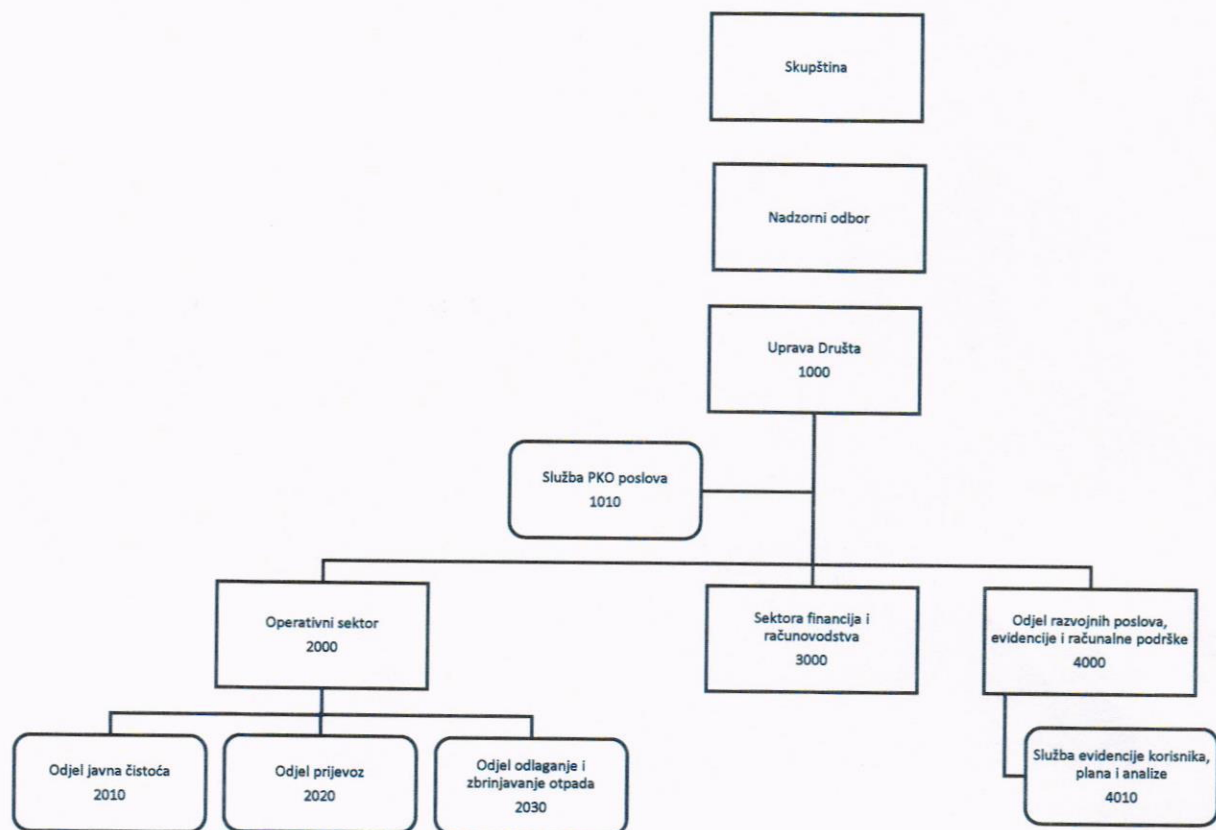 Skupština
Nadzorni odbor
Uprava Društa
1000
Služba PKO poslova
1010
Operativni sektor
2000
Sektora financija i
računovodstva
3000
Odjel razvojnih poslova,
evidencije i računalne podrške
4000
Odjel javna čistoća
2010
Odjel prijevoz
2020
Odjel odlaganje i
zbrinjavanje otpada
2030
Služba evidencije korisnika,
plana i analize
4010